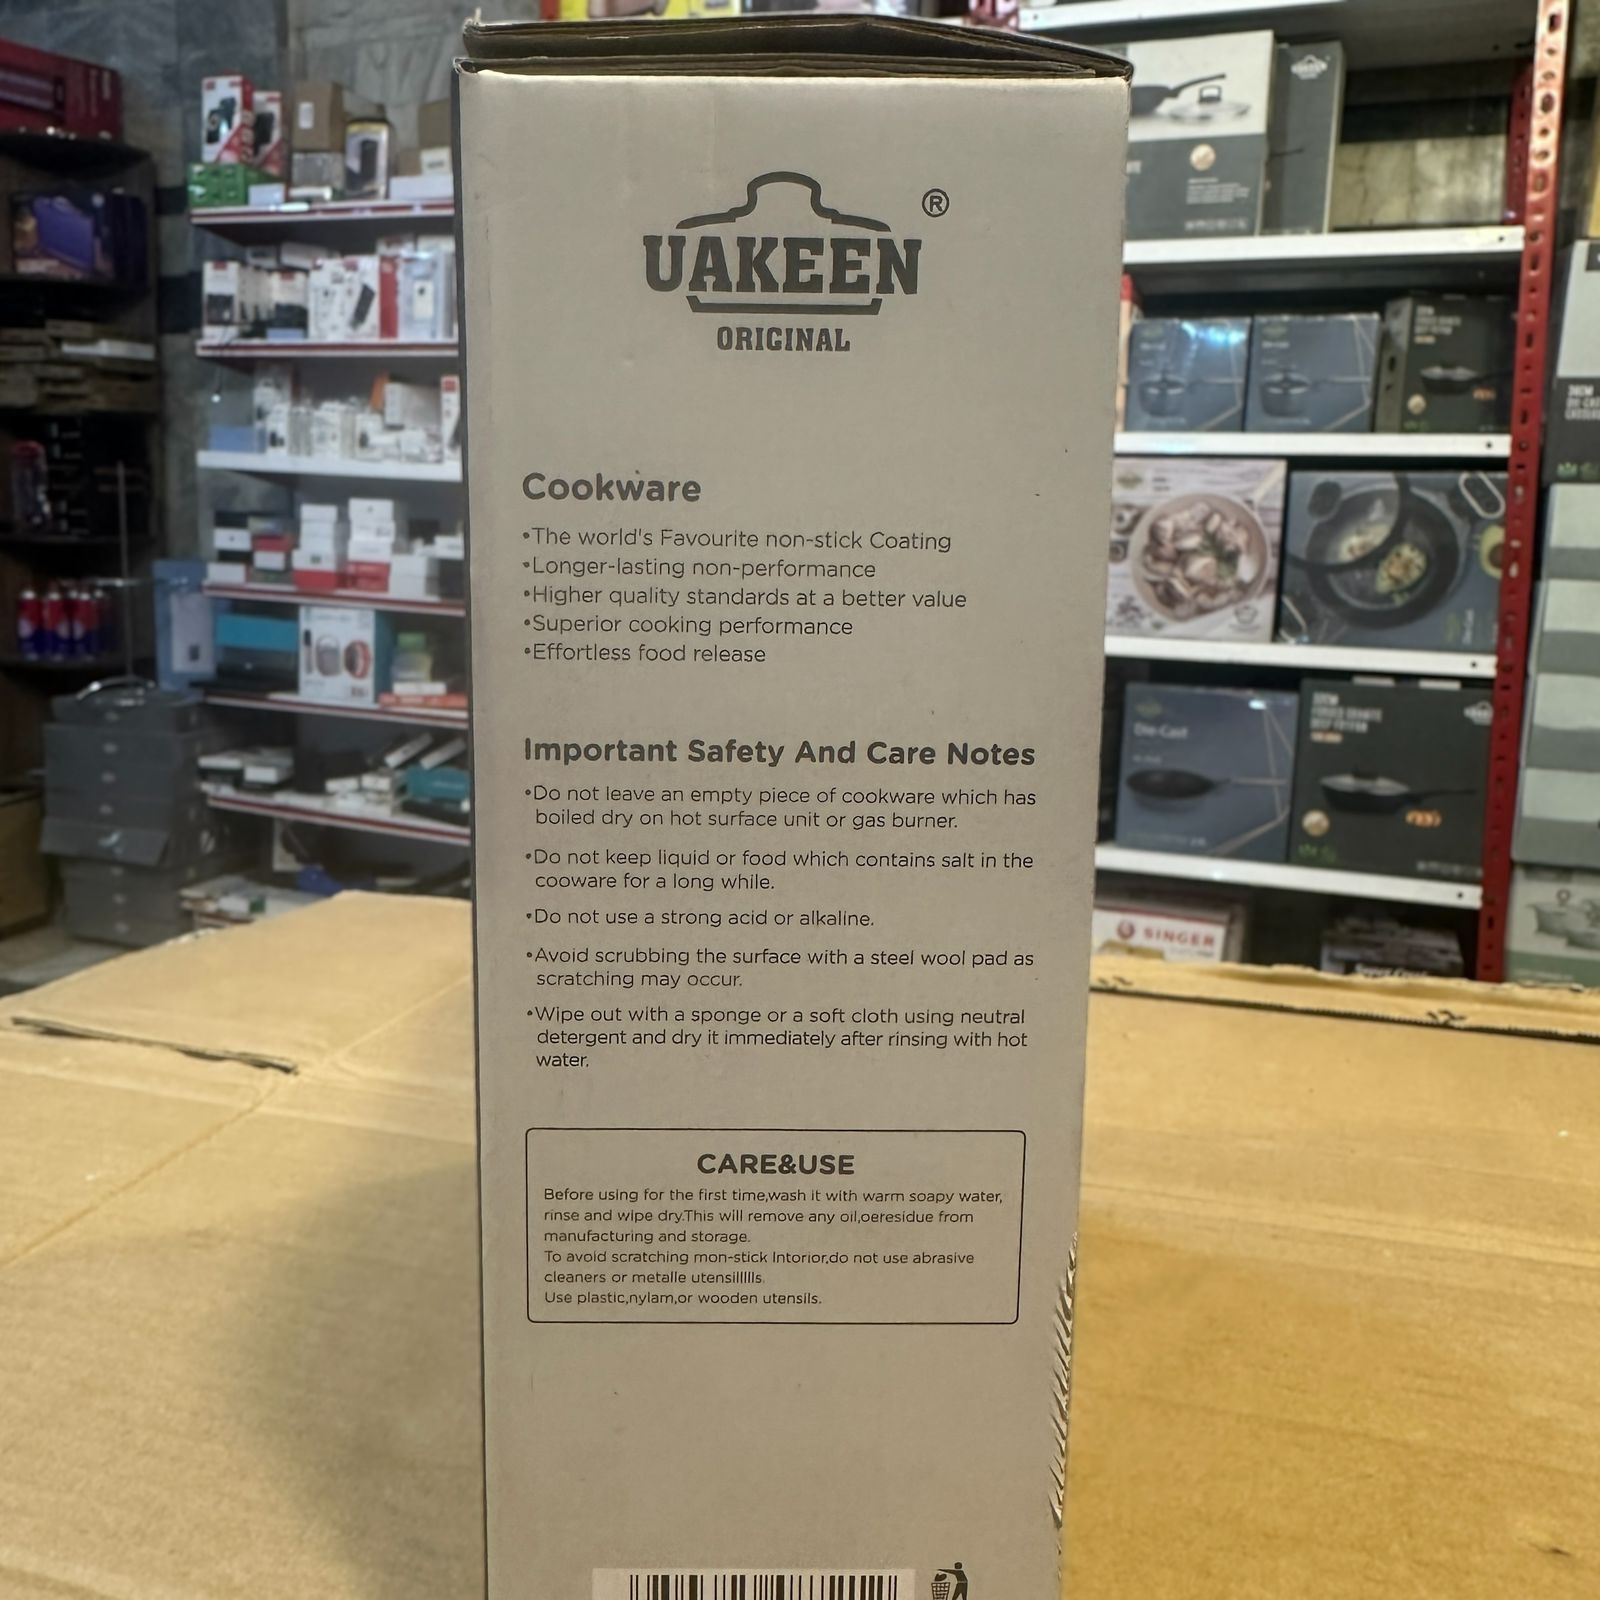 UAKEEN ®
ORIGINAL
Cookware
•The world's Favourite non-stick Coating
•Longer-lasting non-performance
•Higher quality standards at a better value
•Superior cooking performance
•Effortless food release
Important Safety And Care Notes
•Do not leave an empty piece of cookware which has
boiled dry on hot surface unit or gas burner.
•Do not keep liquid or food which contains salt in the
cooware for a long while.
•Do not use a strong acid or alkaline.
•Avoid scrubbing the surface with a steel wool pad as
scratching may occur.
•Wipe out with a sponge or a soft cloth using neutral
detergent and dry it immediately after rinsing with hot
water.
CARE&USE
Before using for the first time,wash it with warm soapy water,
rinse and wipe dry.This will remove any oil,oeresidue from
manufacturing and storage.
To avoid scratching mon-stick Intorior,do not use abrasive
cleaners or metalle utensilllllls.
Use plastic,nylam,or wooden utensils.
Die-Cast
SINGER